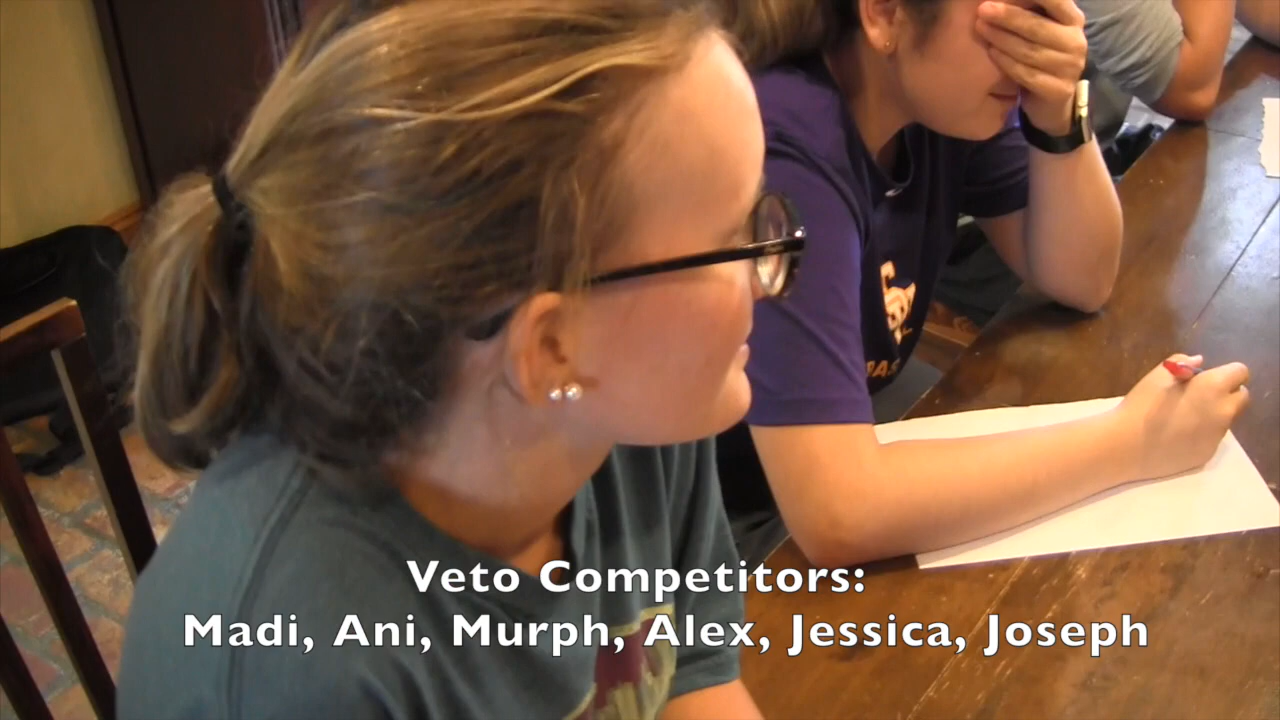 Veto Competitors:
Madi, Ani, Murph, Alex, Jessica, Joseph